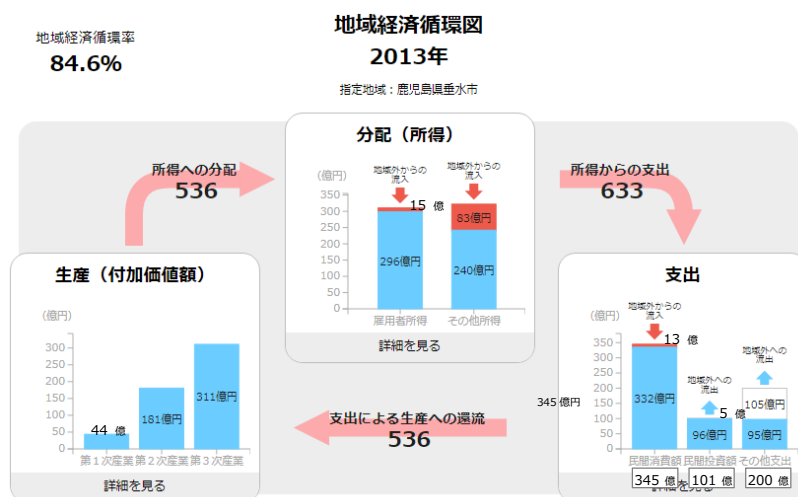 地域経済循環図
2013年
指定地域：鹿児島県垂水市
地域経済循環率
84.6%
所得への分配
536
分配（所得）
（億円）
地域外からの
流入
地域外からの
流入
350
300
250
200
150
100
50
0
15 億
83億円
296億円
240億円
雇用者所得
その他所得
詳細を見る
所得からの支出
633
生産（付加価値額）
（億円）
300
250
200
150
100
50
0
44 億
181億円
311億円
第１次産業
第２次産業
第３次産業
詳細を見る
支出による生産への還流
536
支出
（億円）
地域外からの
流入
地域外への
流出
地域外への
流出
350
300
250
200
150
100
50
0
13 億
345 億円
332億円
5 億
96億円
105億円
95億円
民間消費額
民間投資額
その他支出
345 億
101 億
200 億
詳細を見る